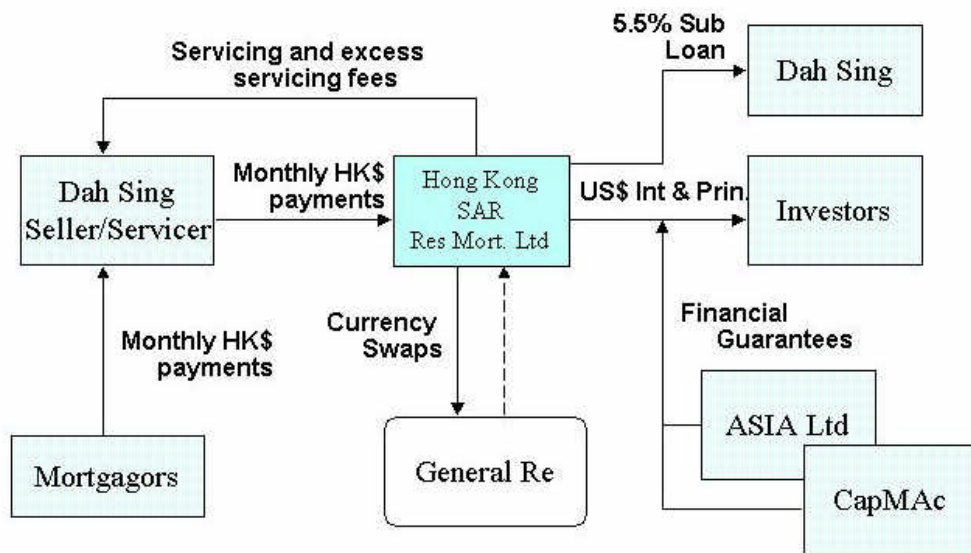 Servicing and excess
servicing fees
5.5% Sub
Loan
Dah Sing
Dah Sing
Seller/Servicer
Monthly HK$
payments
Hong Kong
SAR
Res Mort. Ltd
US$ Int & Prin.
Investors
Monthly HK$
payments
Currency
Swaps
Financial
Guarantees
Mortgagors
General Re
ASIA Ltd
CapMAc